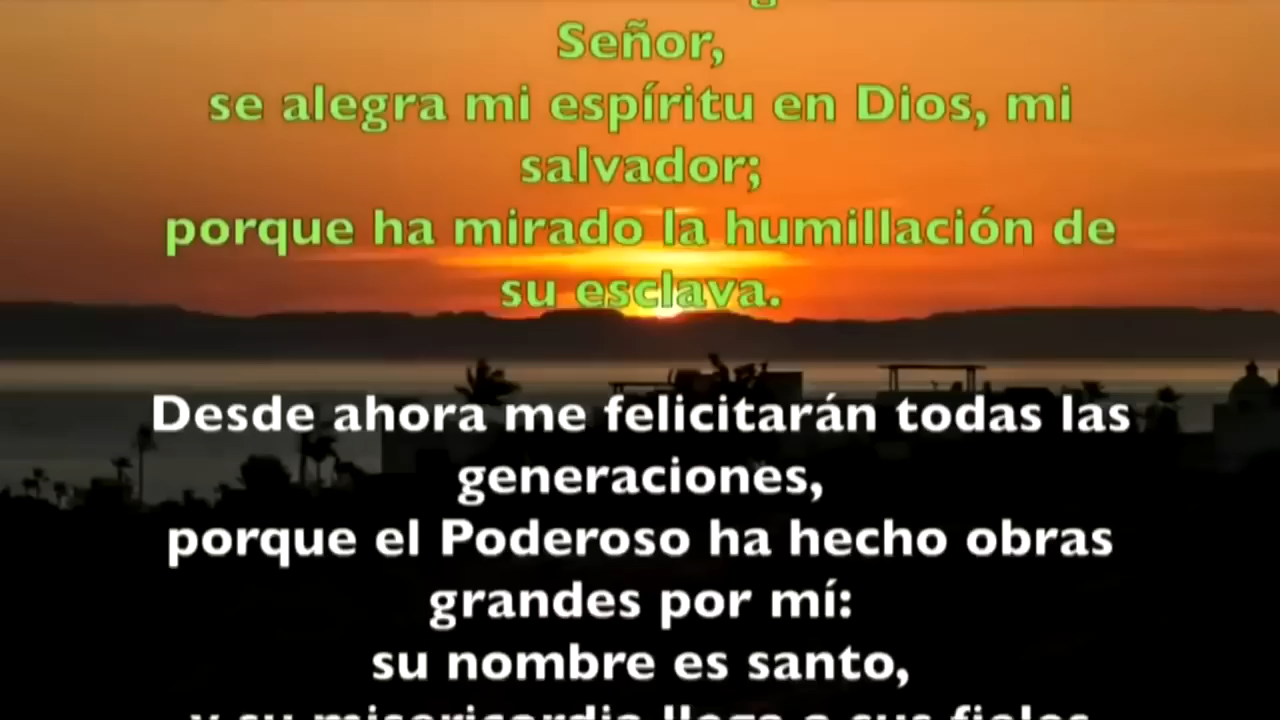 Señor,
se alegra mi espíritu en Dios, mi
salvador;
porque ha mirado la humillación de
su esclava.
Desde ahora me felicitarán todas las
generaciones,
porque el Poderoso ha hecho obras
grandes por mí:
su nombre es santo,
y su misericordia llega a sus fieles